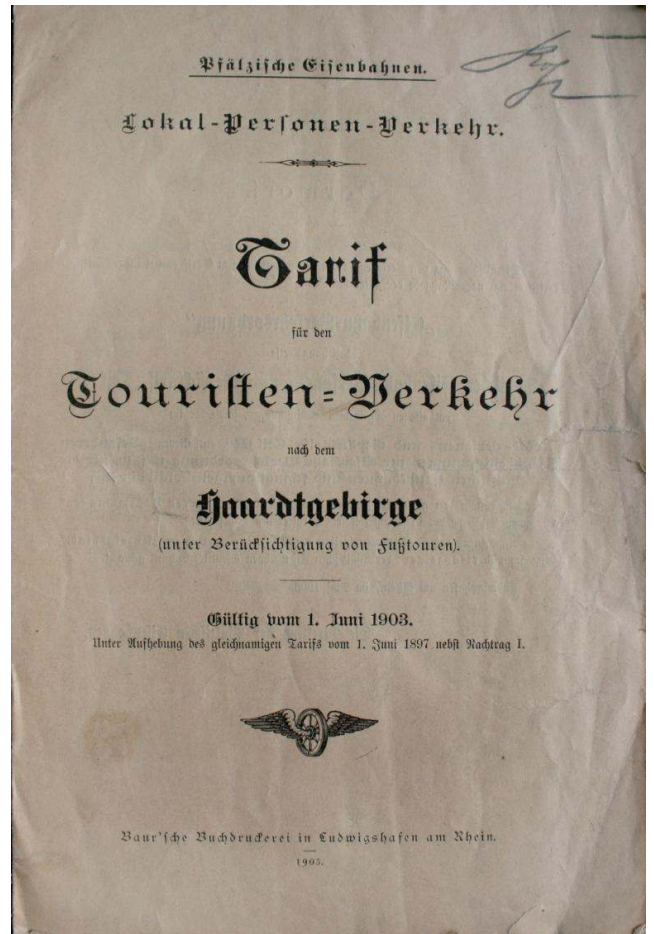 Pfälzische Eisenbahnen.
Lokal-Personen-Verkehr.
Tarif
für den
Touristen-Verkehr
nach dem
Haardtgebirge
(unter Berücksichtigung von Fußtouren).
Gültig vom 1. Juni 1903.
Unter Aufhebung des gleichnamigen Tarifs vom 1. Juni 1897 nebst Nachtrag I.
Baur'sche Buchdruckerei in Ludwigshafen am Rhein.
1903.